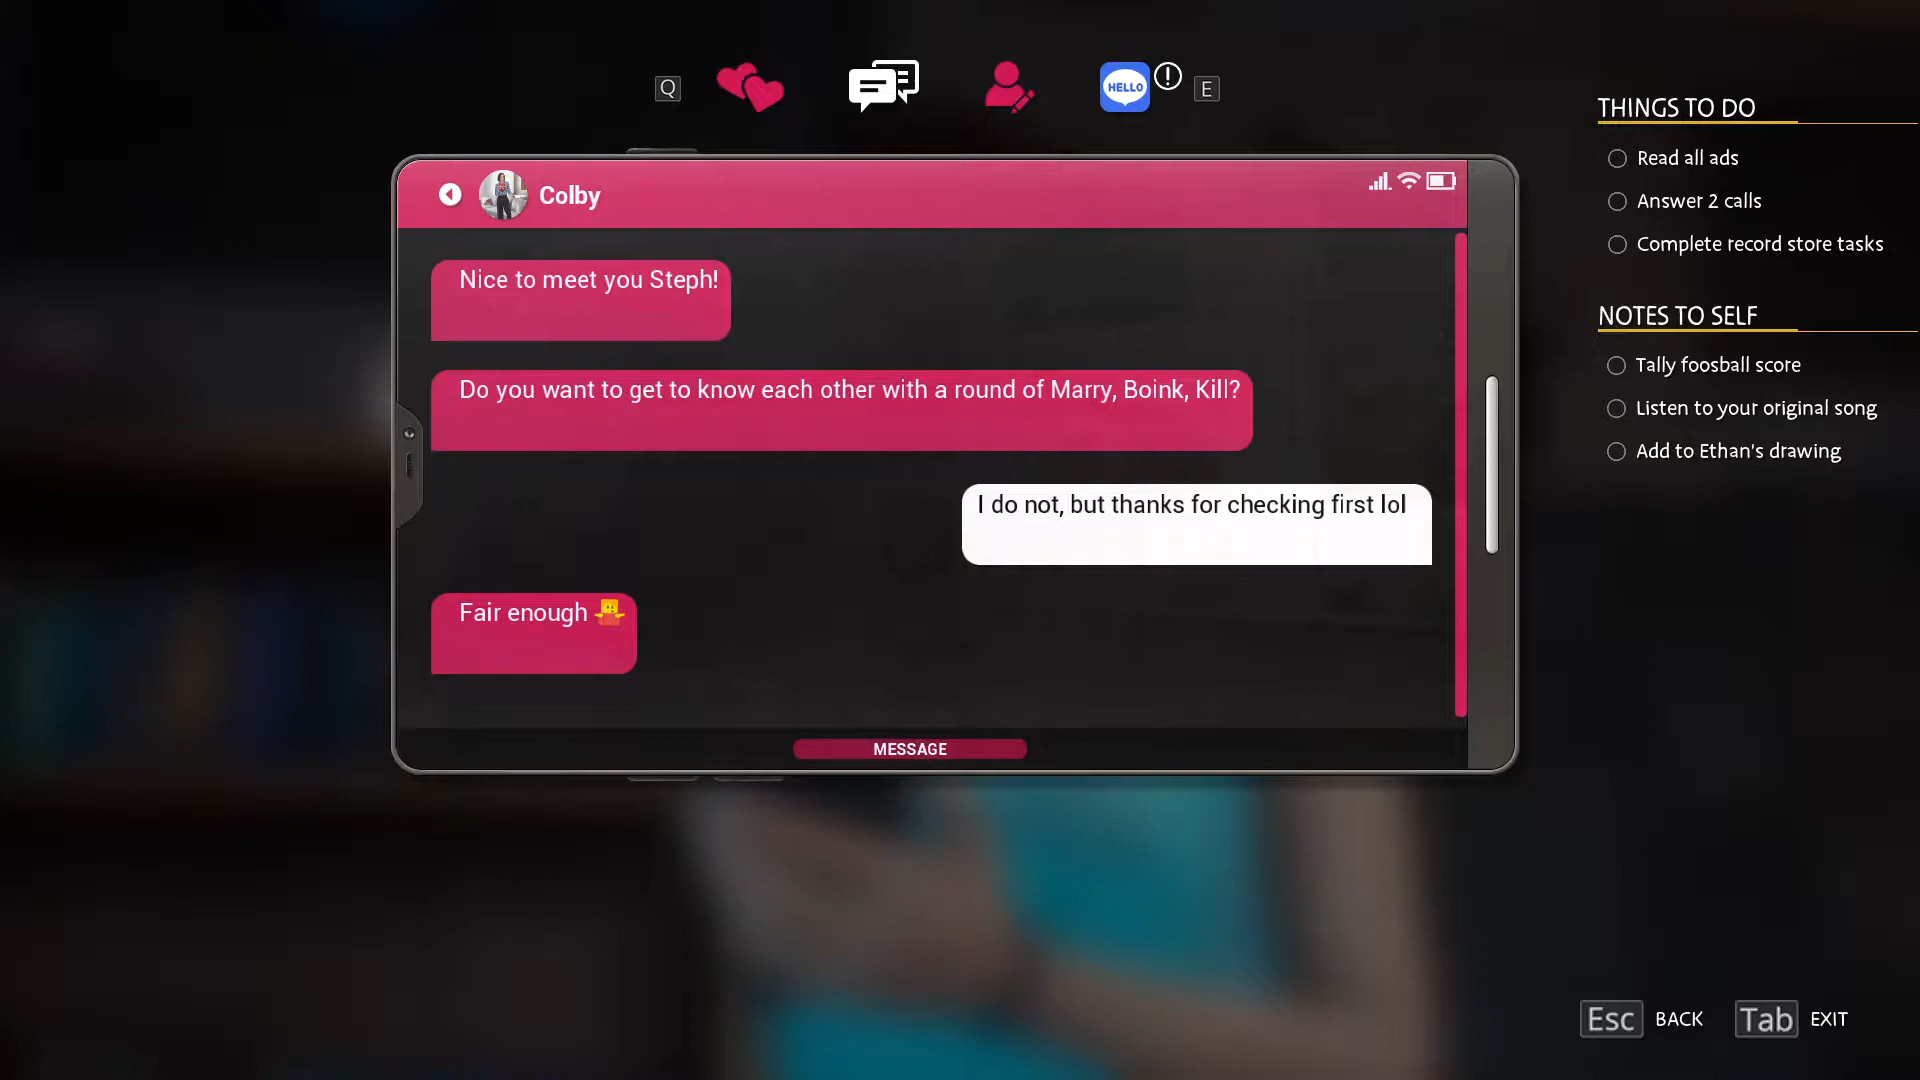 Q
HELLO
!
E
THINGS TO DO
Read all ads
Answer 2 calls
Complete record store tasks
NOTES TO SELF
Tally foosball score
Listen to your original song
Add to Ethan's drawing
Colby
Nice to meet you Steph!
Do you want to get to know each other with a round of Marry, Boink, Kill?
I do not, but thanks for checking first lol
Fair enough
MESSAGE
Esc BACK
Tab EXIT